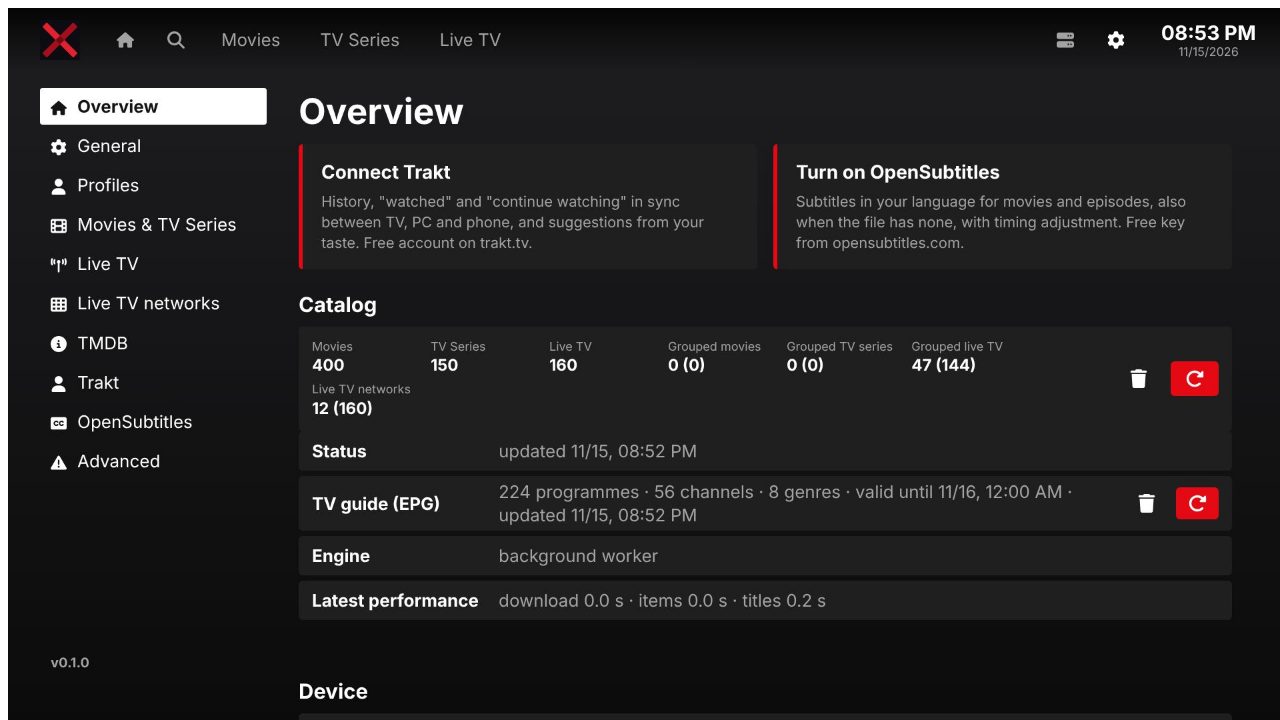 Movies
TV Series
Live TV
08:53 PM
11/15/2026
Overview
General
Profiles
Movies & TV Series
Live TV
Live TV networks
TMDB
Trakt
OpenSubtitles
Advanced
v0.1.0
Overview
Connect Trakt
History, "watched" and "continue watching" in sync
between TV, PC and phone, and suggestions from your
taste. Free account on trakt.tv.
Turn on OpenSubtitles
Subtitles in your language for movies and episodes, also
when the file has none, with timing adjustment. Free key
from opensubtitles.com.
Catalog
Movies
400
TV Series
150
Live TV
160
Grouped movies
0 (0)
Grouped TV series
0 (0)
Grouped live TV
47 (144)
Live TV networks
12 (160)
Status
updated 11/15, 08:52 PM
TV guide (EPG)
224 programmes · 56 channels · 8 genres · valid until 11/16, 12:00 AM ·
updated 11/15, 08:52 PM
Engine
background worker
Latest performance
download 0.0 s · items 0.0 s · titles 0.2 s
Device